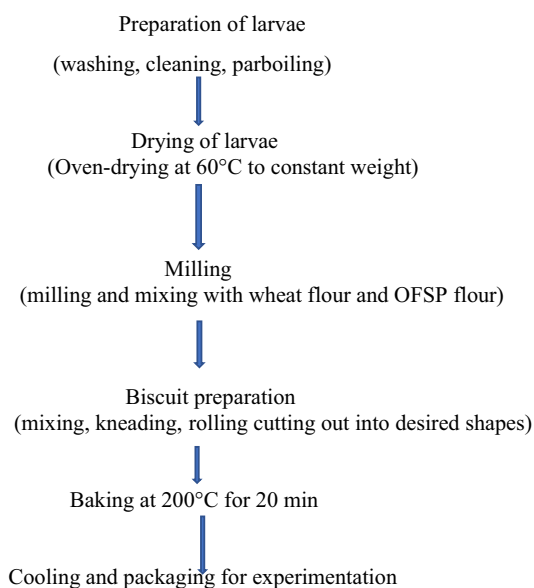 Preparation of larvae
(washing, cleaning, parboiling)
Drying of larvae
(Oven-drying at 60°C to constant weight)
Milling
(milling and mixing with wheat flour and OFSP flour)
Biscuit preparation
(mixing, kneading, rolling cutting out into desired shapes)
Baking at 200°C for 20 min
Cooling and packaging for experimentation